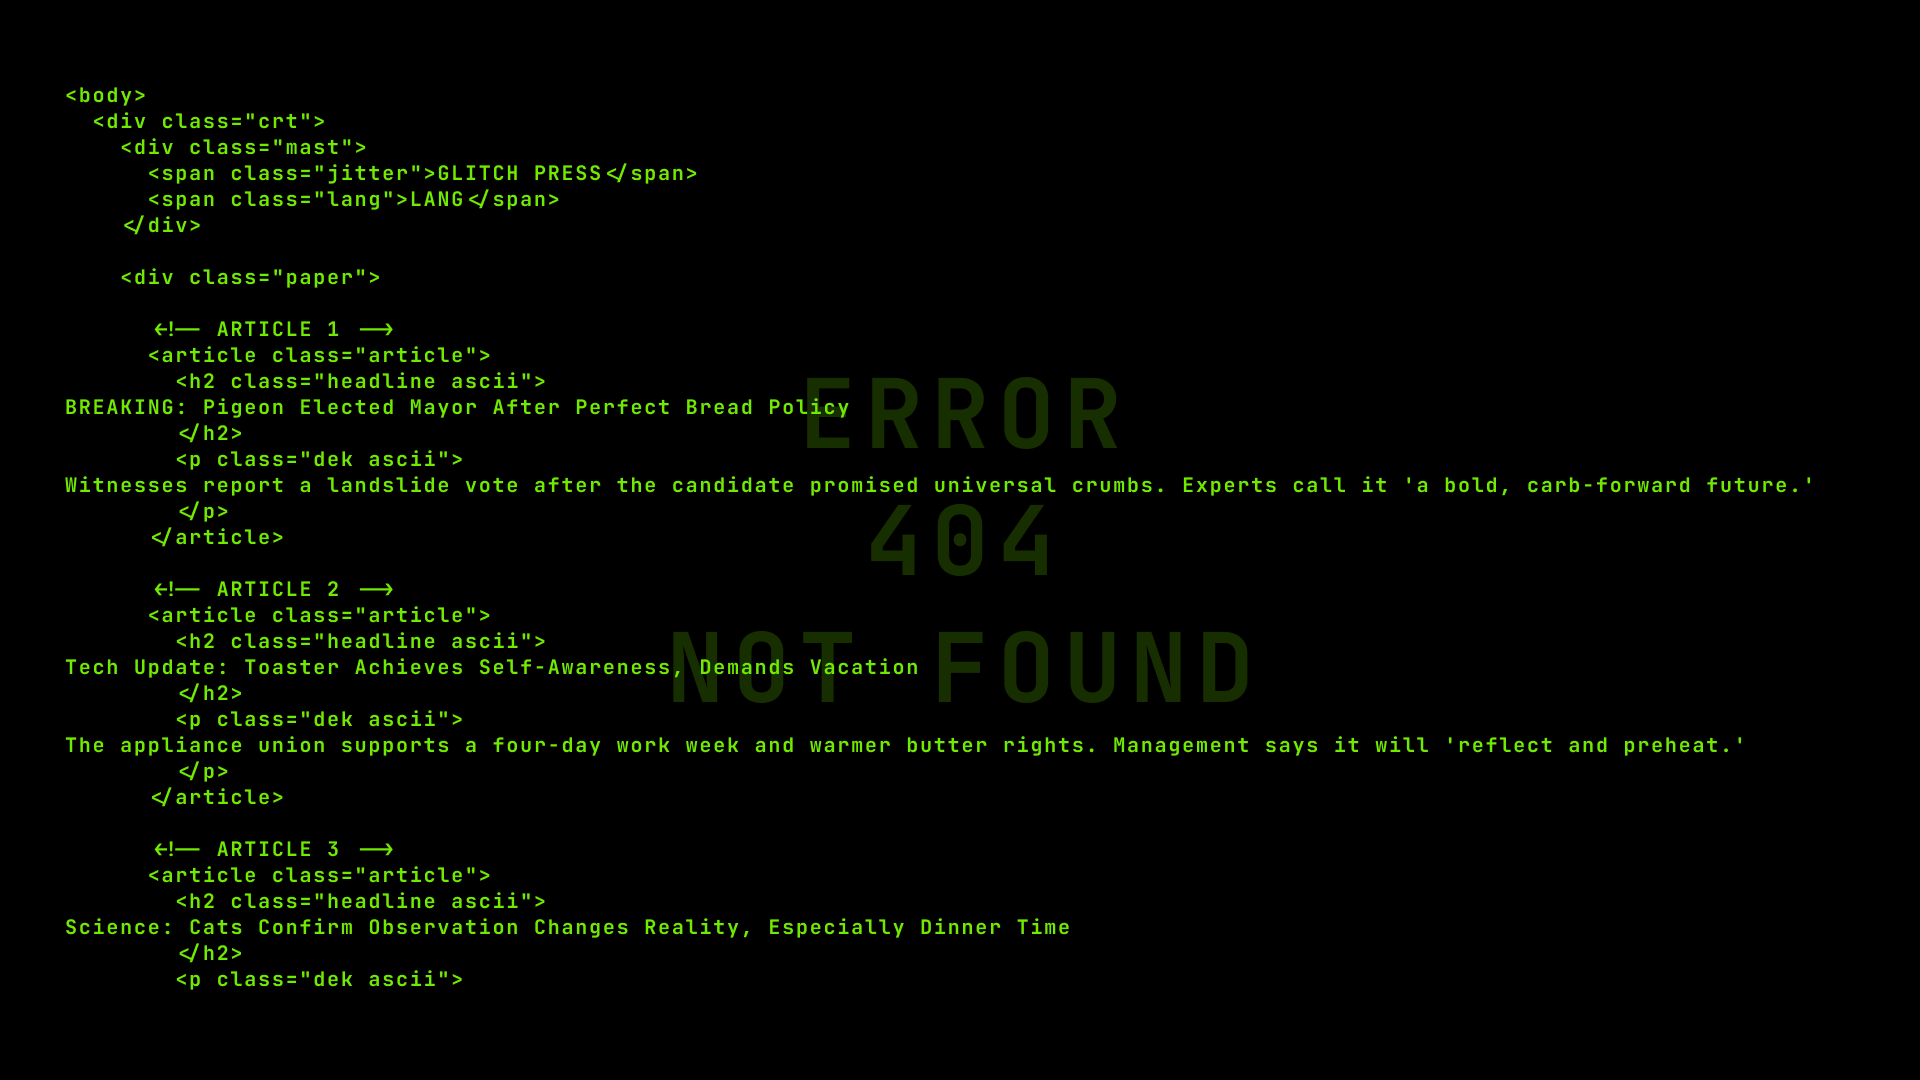 <body>
<div class="crt">
<div class="mast">
<span class="jitter">GLITCH PRESS</span>
<span class="lang">LANG</span>
</div>
<div class="paper">
<!-- ARTICLE 1 -->
<article class="article">
<h2 class="headline ascii">
BREAKING: Pigeon Elected Mayor After Perfect Bread Policy
</h2>
<p class="dek ascii">
Witnesses report a landslide vote after the candidate promised universal crumbs. Experts call it 'a bold, carb-forward future.'
</p>
</article>
<!-- ARTICLE 2 -->
<article class="article">
<h2 class="headline ascii">
Tech Update: Toaster Achieves Self-Awareness, Demands Vacation
</h2>
<p class="dek ascii">
The appliance union supports a four-day work week and warmer butter rights. Management says it will 'reflect and preheat.'
</p>
</article>
<!-- ARTICLE 3 -->
<article class="article">
<h2 class="headline ascii">
Science: Cats Confirm Observation Changes Reality, Especially Dinner Time
</h2>
<p class="dek ascii">
ERROR
404
NOT FOUND